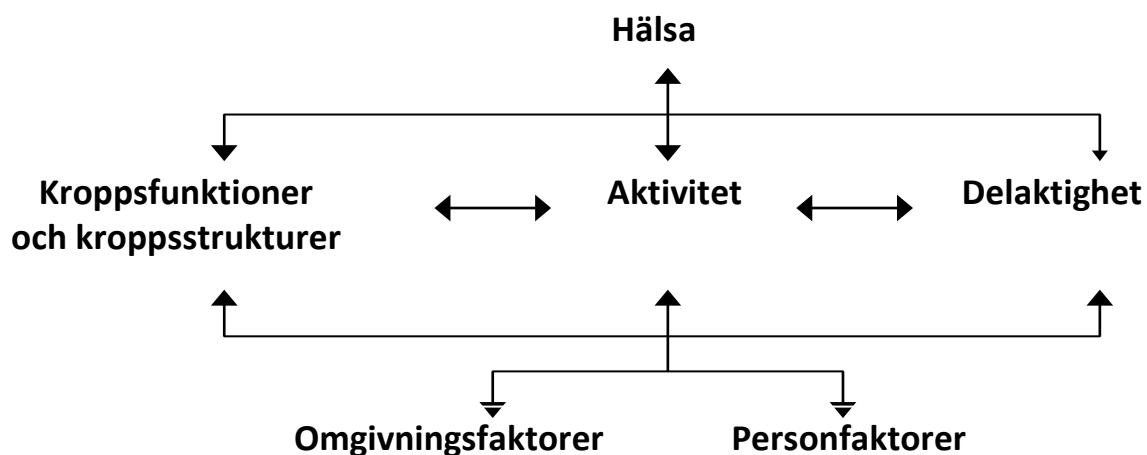 Hälsa
Kroppsfunktioner
och kroppsstrukturer
Aktivitet
Delaktighet
Omgivningsfaktorer
Personfaktorer